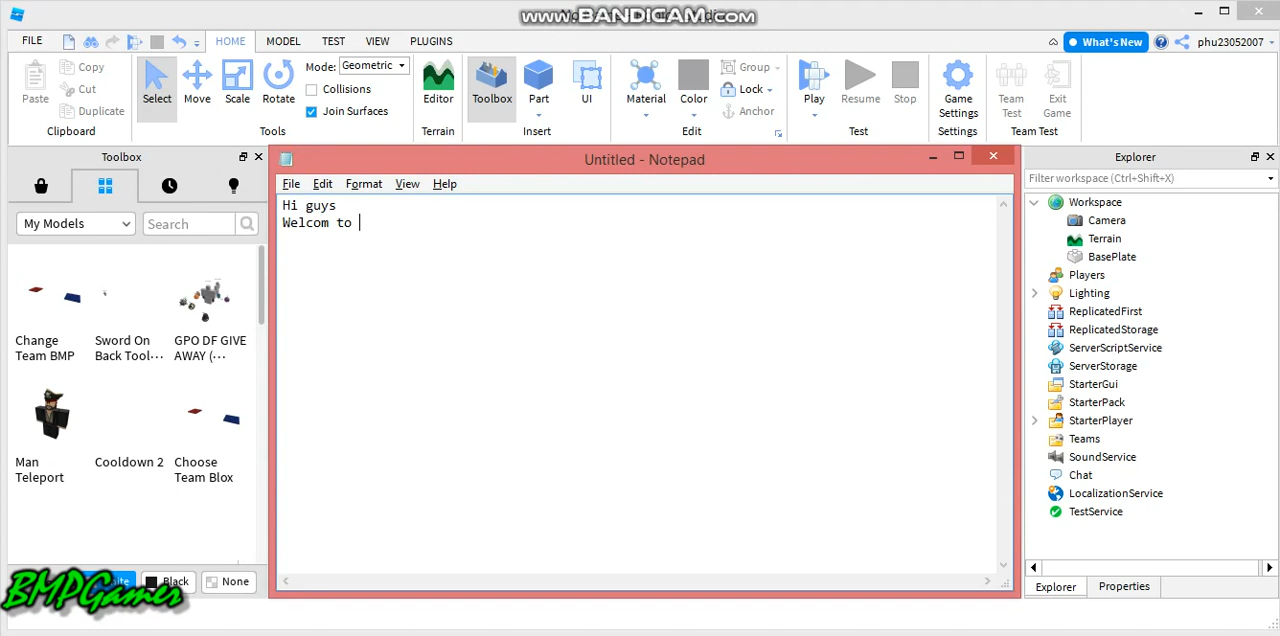 www.BANDICAM.com
FILE
HOME
MODEL
TEST
VIEW
PLUGINS
What's New
phu23052007
Paste
Copy
Cut
Duplicate
Clipboard
Select
Move
Scale
Rotate
Mode: Geometric
Collisions
Join Surfaces
Tools
Editor
Terrain
Toolbox
Part
UI
Insert
Material
Color
Group
Lock
Anchor
Edit
Play
Resume
Stop
Test
Game
Settings
Settings
Team
Test
Exit
Game
Team Test
Toolbox
My Models
Search
Change
Team BMP
Sword On
Back Tool...
GPO DF GIVE
AWAY (...
Man
Teleport
Cooldown 2
Choose
Team Blox
Black
None
BMPGamer
Untitled - Notepad
File
Edit
Format
View
Help
Hi guys
Welcom to
Explorer
Filter workspace (Ctrl+Shift+X)
Workspace
Camera
Terrain
BasePlate
Players
Lighting
ReplicatedFirst
ReplicatedStorage
ServerScriptService
ServerStorage
StarterGui
StarterPack
StarterPlayer
Teams
SoundService
Chat
LocalizationService
TestService
Explorer
Properties